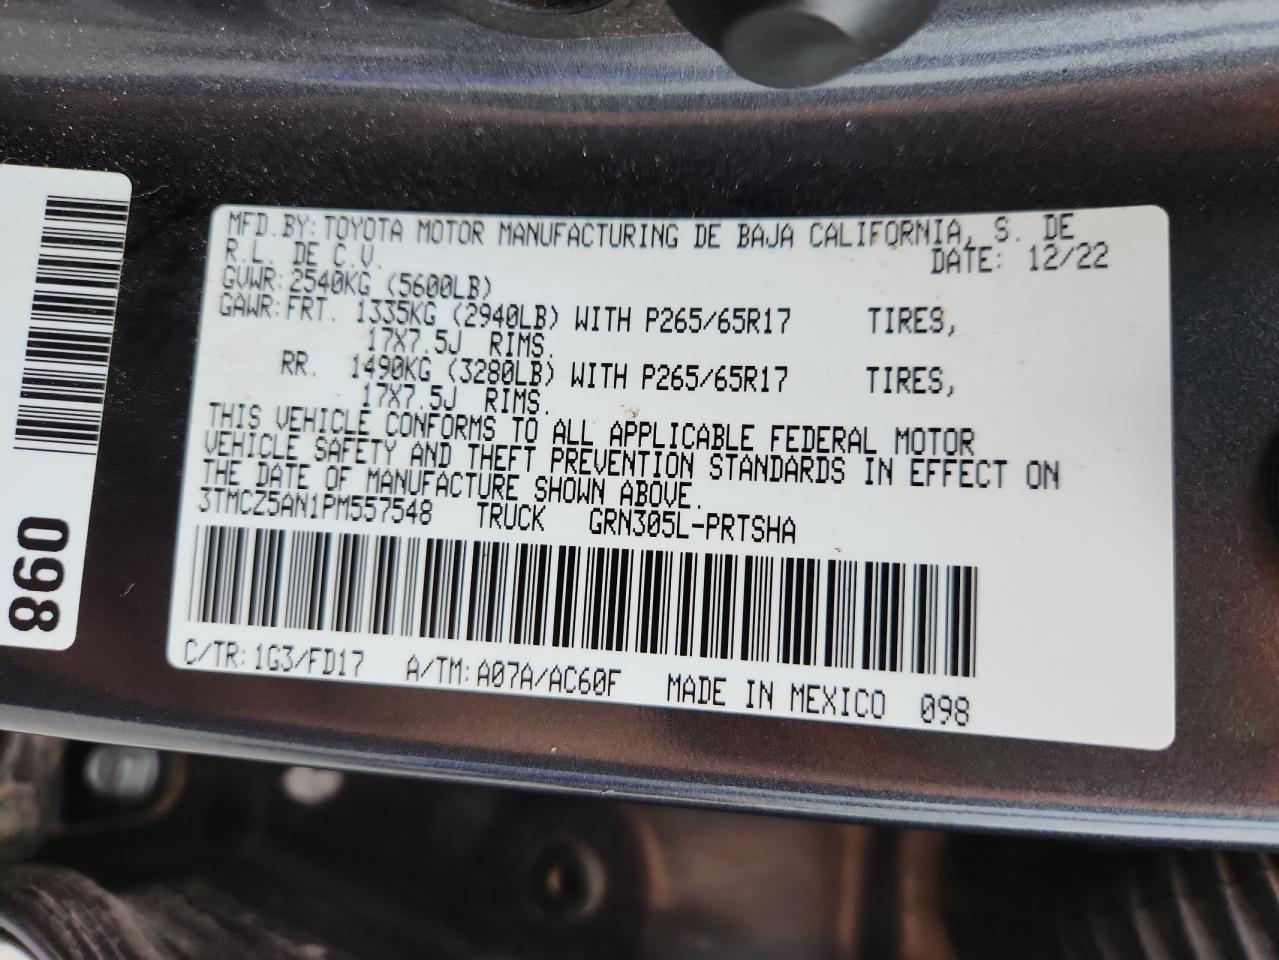 MFD.BY: TOYOTA MOTOR MANUFACTURING DE BAJA CALIFORNIA, S. DE
R.L. DE C.V. DATE: 12/22
GVWR: 2540KG (5600LB)
GAWR: FRT. 1335KG (2940LB) WITH P265/65R17 TIRES,
17X7.5J RIMS.
RR. 1490KG (3280LB) WITH P265/65R17 TIRES,
17X7.5J RIMS.
THIS VEHICLE CONFORMS TO ALL APPLICABLE FEDERAL MOTOR
VEHICLE SAFETY AND THEFT PREVENTION STANDARDS IN EFFECT ON
THE DATE OF MANUFACTURE SHOWN ABOVE.
3TMCZ5AN1PM557548 TRUCK GRN305L-PRTSHA
C/TR: 1G3/FD17 A/TM: A07A/AC60F MADE IN MEXICO 098
098